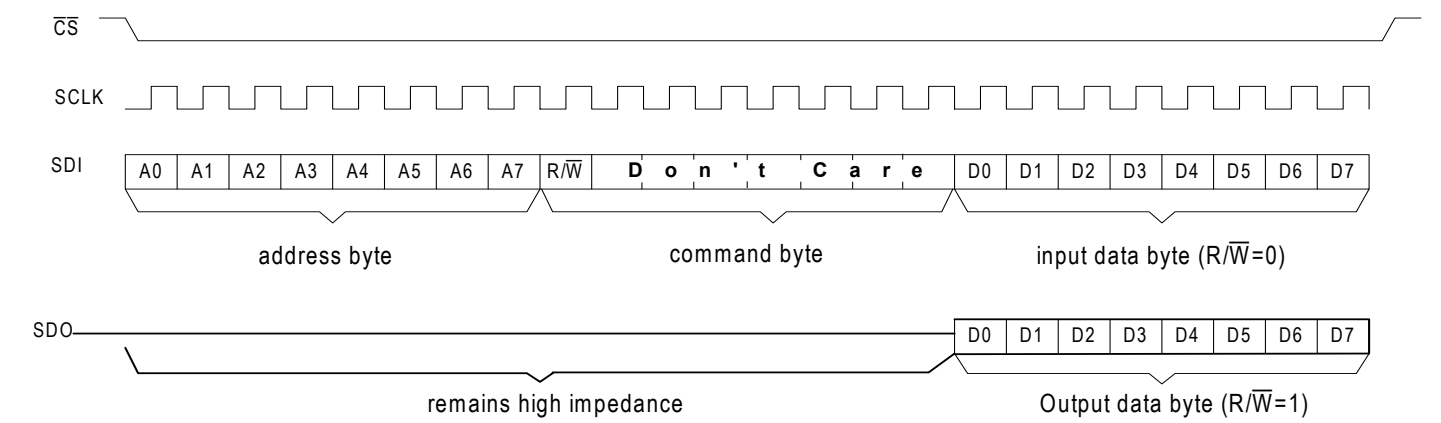 C̅S̅
SCLK
SDI A0 A1 A2 A3 A4 A5 A6 A7 R/W̅ Don't Care D0 D1 D2 D3 D4 D5 D6 D7
address byte command byte input data byte (R/W̅=0)
SDO D0 D1 D2 D3 D4 D5 D6 D7
remains high impedance Output data byte (R/W̅=1)